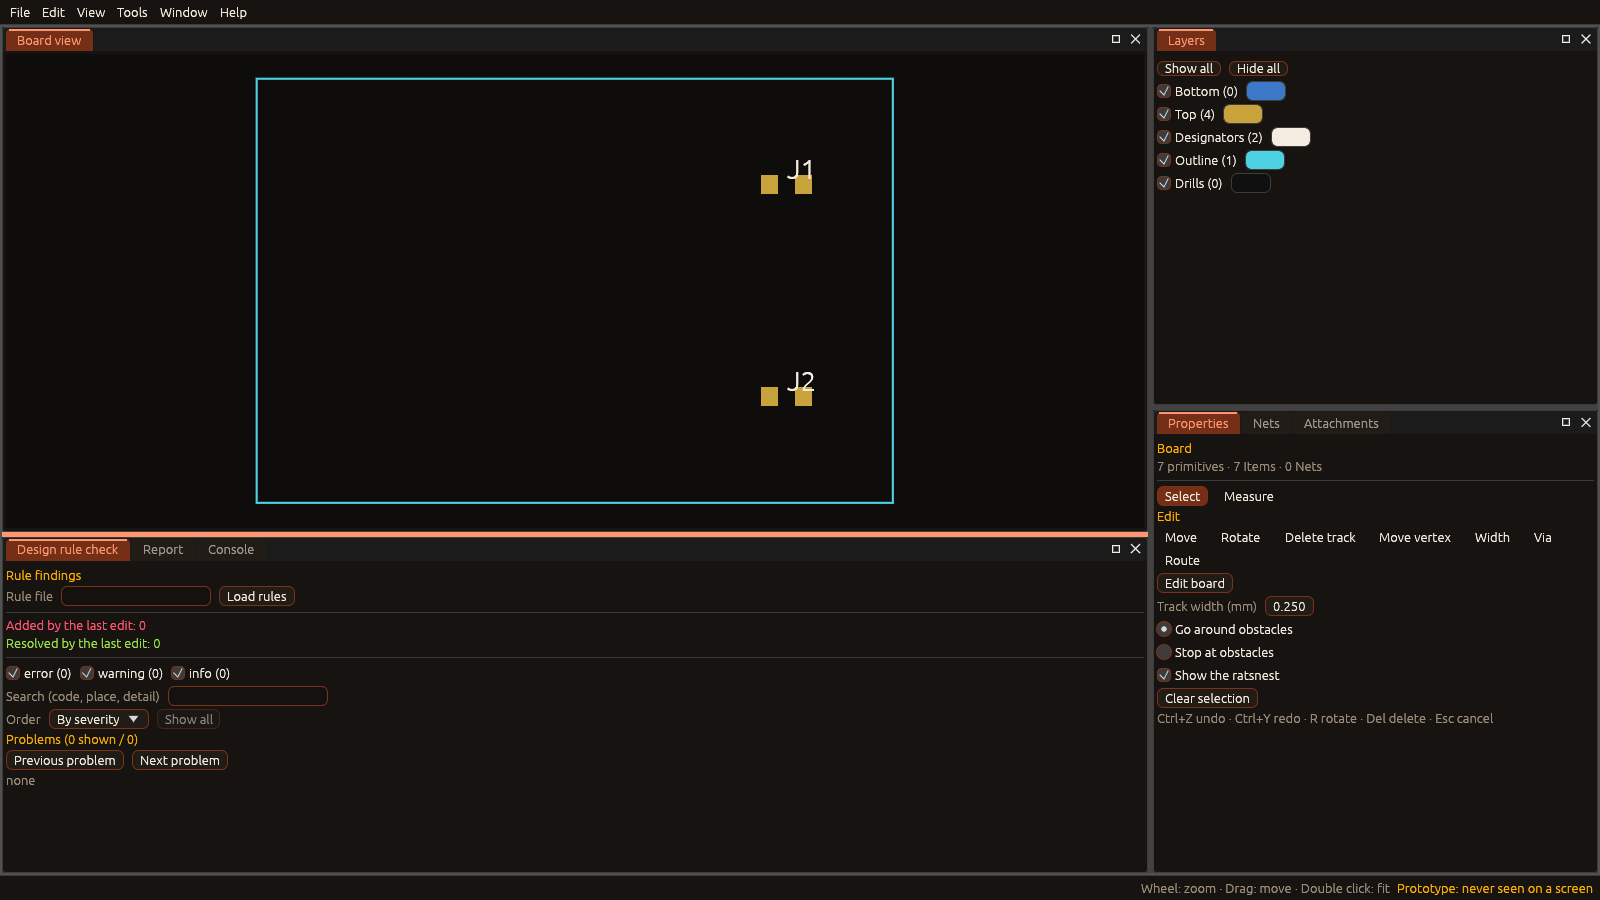 File Edit View Tools Window Help
Board view
J1
J2
Layers
Show all Hide all
Bottom (0)
Top (4)
Designators (2)
Outline (1)
Drills (0)
Properties Nets Attachments
Board
7 primitives · 7 Items · 0 Nets
Select Measure
Edit
Move Rotate Delete track Move vertex Width Via
Route
Edit board
Track width (mm) 0.250
Go around obstacles
Stop at obstacles
Show the ratsnest
Clear selection
Ctrl+Z undo · Ctrl+Y redo · R rotate · Del delete · Esc cancel
Design rule check Report Console
Rule findings
Rule file Load rules
Added by the last edit: 0
Resolved by the last edit: 0
error (0) warning (0) info (0)
Search (code, place, detail)
Order By severity Show all
Problems (0 shown / 0)
Previous problem Next problem
none
Wheel: zoom · Drag: move · Double click: fit Prototype: never seen on a screen